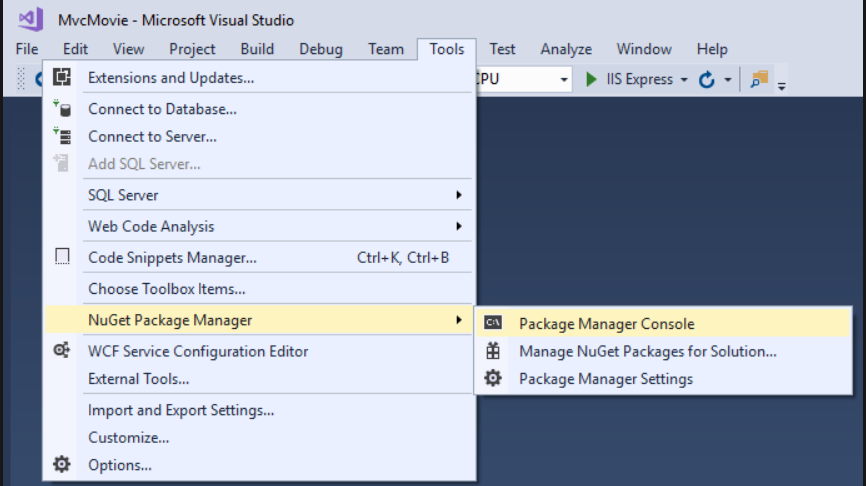 MvcMovie - Microsoft Visual Studio
File Edit View Project Build Debug Team Tools Test Analyze Window Help
CPU IIS Express
Extensions and Updates...
Connect to Database...
Connect to Server...
Add SQL Server...
SQL Server
Web Code Analysis
Code Snippets Manager... Ctrl+K, Ctrl+B
Choose Toolbox Items...
NuGet Package Manager
C:\ Package Manager Console
Manage NuGet Packages for Solution...
Package Manager Settings
WCF Service Configuration Editor
External Tools...
Import and Export Settings...
Customize...
Options...